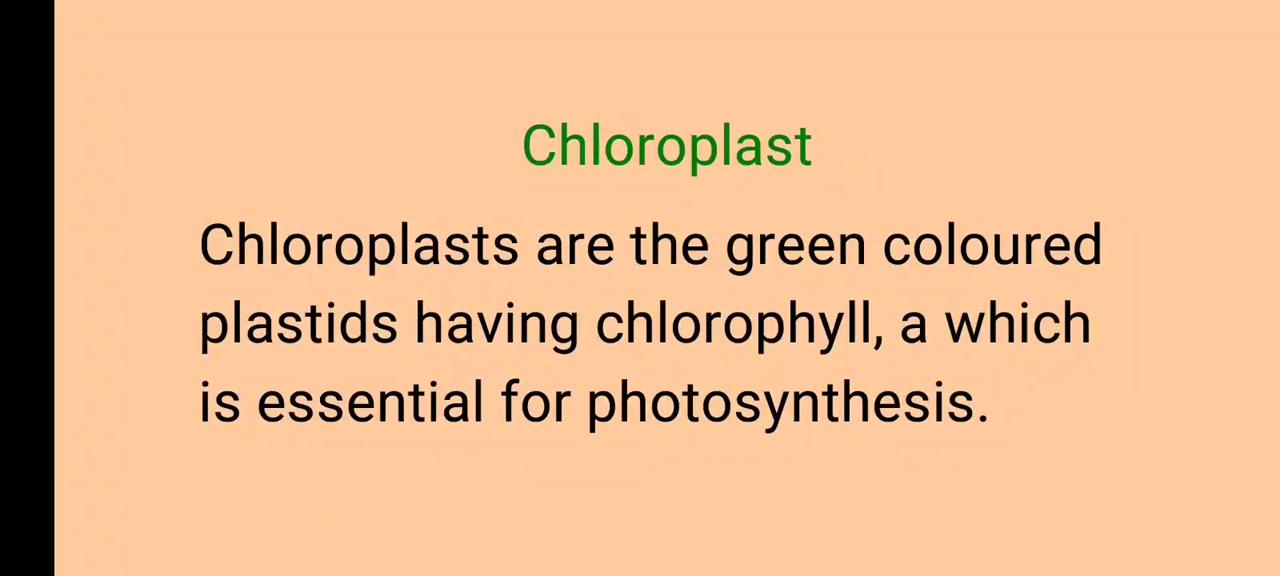 Chloroplast
Chloroplasts are the green coloured
plastids having chlorophyll, a which
is essential for photosynthesis.